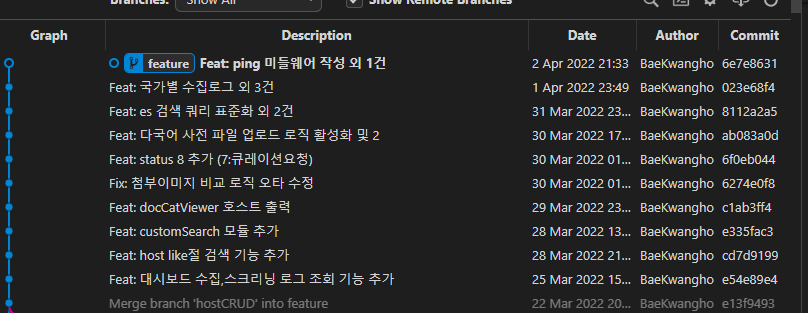 Branches: Show All Show Remote Branches
Graph Description Date Author Commit
feature Feat: ping 미들웨어 작성 외 1건 2 Apr 2022 21:33 BaeKwangho 6e7e8631
Feat: 국가별 수집로그 외 3건 1 Apr 2022 23:49 BaeKwangho 023e68f4
Feat: es 검색 쿼리 표준화 외 2건 31 Mar 2022 23... BaeKwangho 8112a2a5
Feat: 다국어 사전 파일 업로드 로직 활성화 및 2 30 Mar 2022 17... BaeKwangho ab083a0d
Feat: status 8 추가 (7:큐레이션요청) 30 Mar 2022 01... BaeKwangho 6f0eb044
Fix: 첨부이미지 비교 로직 오타 수정 30 Mar 2022 01... BaeKwangho 6274e0f8
Feat: docCatViewer 호스트 출력 29 Mar 2022 23... BaeKwangho c1ab3ff4
Feat: customSearch 모듈 추가 28 Mar 2022 13... BaeKwangho e335fac3
Feat: host like절 검색 기능 추가 28 Mar 2022 21... BaeKwangho cd7d9199
Feat: 대시보드 수집,스크리닝 로그 조회 기능 추가 25 Mar 2022 15... BaeKwangho e54e89e4
Merge branch 'hostCRUD' into feature 22 Mar 2022 20... BaeKwangho e13f9493